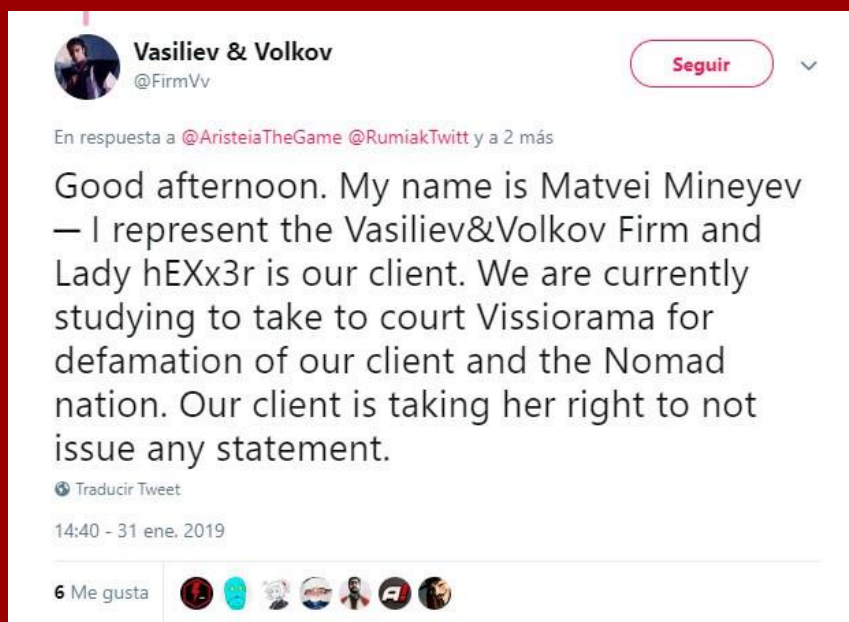 Vasiliev & Volkov
@FirmVv
Seguir
En respuesta a @AristeiaTheGame @RumiakTwitt y a 2 más
Good afternoon. My name is Matvei Mineyev
— I represent the Vasiliev&Volkov Firm and
Lady hEXx3r is our client. We are currently
studying to take to court Vissiorama for
defamation of our client and the Nomad
nation. Our client is taking her right to not
issue any statement.
Traducir Tweet
14:40 - 31 ene. 2019
6 Me gusta